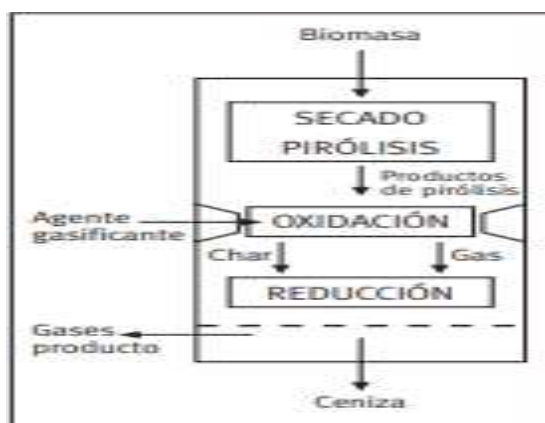 Biomasa
SECADO
PIRÓLISIS
Productos
de pirólisis
Agente
gasificante
OXIDACIÓN
Char
Gas
REDUCCIÓN
Gases
producto
Ceniza